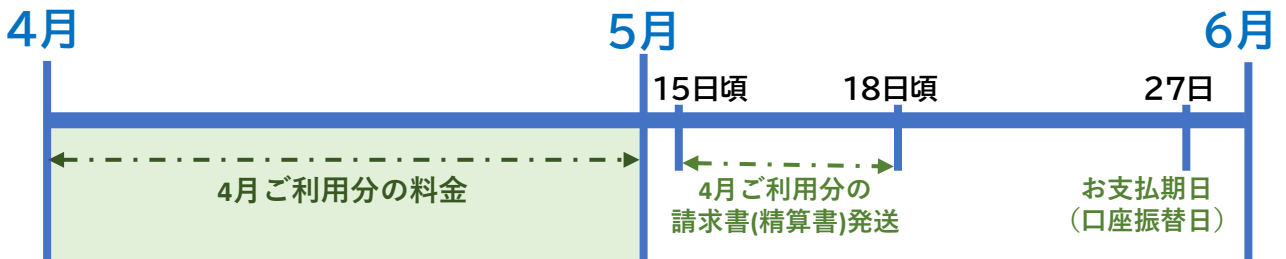 4月
5月
6月
15日頃
18日頃
27日
4月ご利用分の料金
4月ご利用分の
請求書(精算書)発送
お支払期日
（口座振替日）